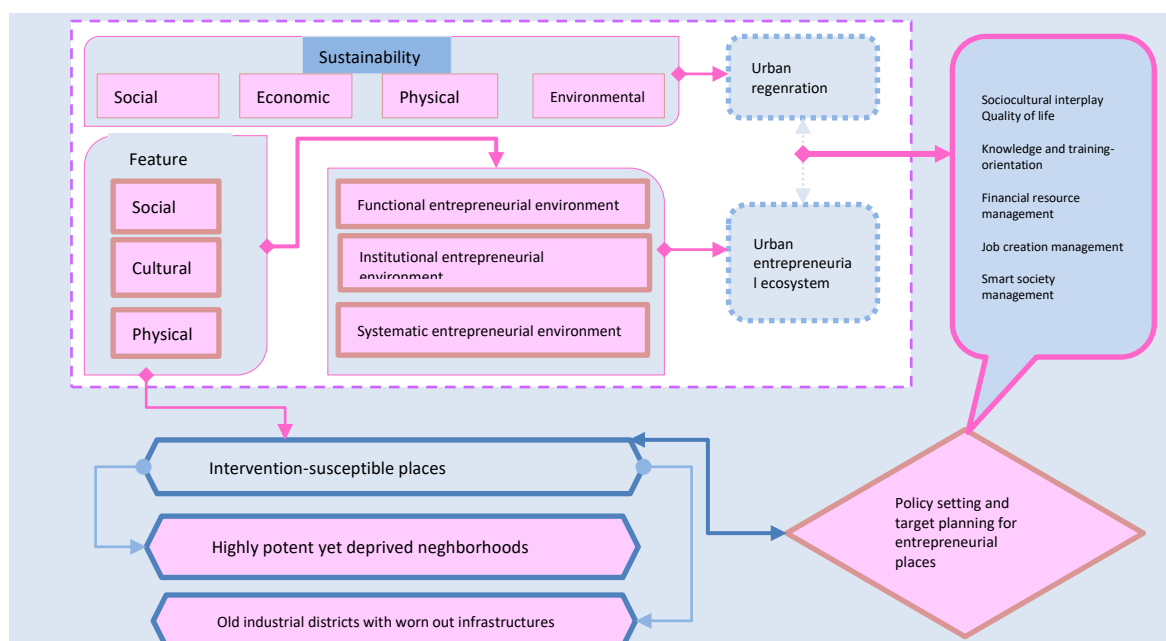 Sustainability
Social
Economic
Physical
Environmental
Urban
regenration
Feature
Social
Cultural
Physical
Functional entrepreneurial environment
Institutional entrepreneurial
environment
Systematic entrepreneurial environment
Urban
entrepreneuria
l ecosystem
Sociocultural interplay
Quality of life
Knowledge and training-
orientation
Financial resource
management
Job creation management
Smart society
management
Intervention-susceptible places
Highly potent yet deprived neghborhoods
Old industrial districts with worn out infrastructures
Policy setting and
target planning for
entrepreneurial
places